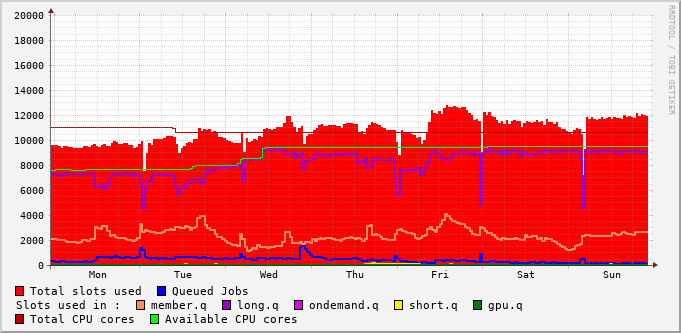 20000
18000
16000
14000
12000
10000
8000
6000
4000
2000
0
Mon Tue Wed Thu Fri Sat Sun
RRDTOOL / TOBI OETIKER
Total slots used Queued Jobs
Slots used in : member.q long.q ondemand.q short.q gpu.q
Total CPU cores Available CPU cores